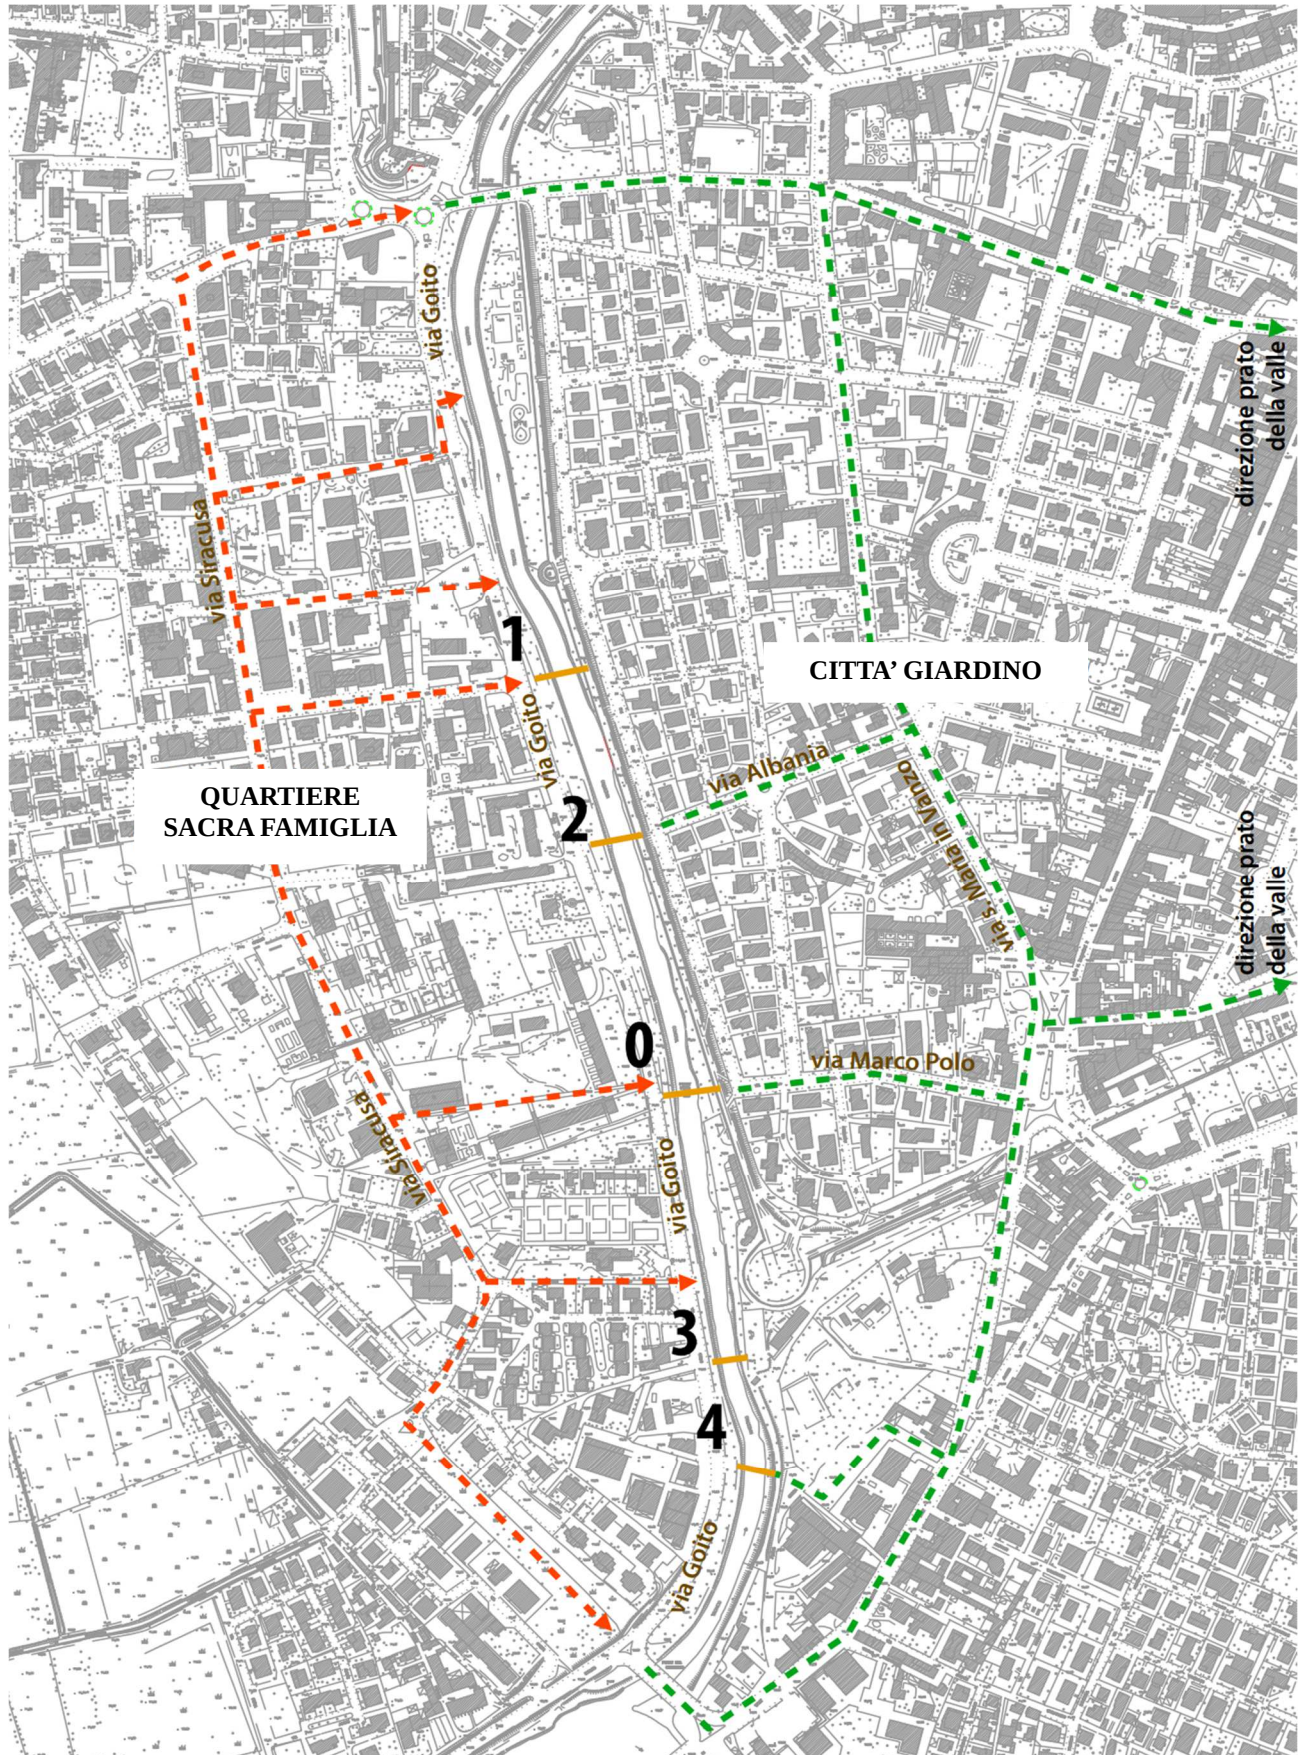 via Goito
direzione prato
della valle
via Siracusa
1
CITTA’ GIARDINO
via Goito
via Albania
QUARTIERE
SACRA FAMIGLIA
2
via s. Maria in Vanzo
direzione prato
della valle
0
via Marco Polo
via Siracusa
via Goito
3
4
via Goito